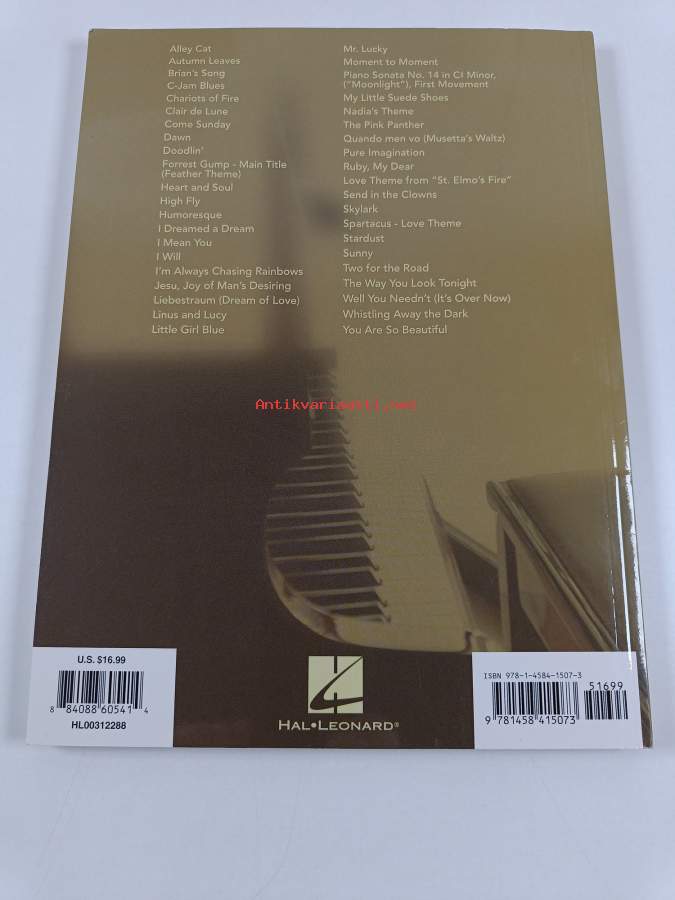 Alley Cat
Autumn Leaves
Brian's Song
C-Jam Blues
Chariots of Fire
Clair de Lune
Come Sunday
Dawn
Doodlin'
Forrest Gump - Main Title
(Feather Theme)
Heart and Soul
High Fly
Humoresque
I Dreamed a Dream
I Mean You
I Will
I'm Always Chasing Rainbows
Jesu, Joy of Man's Desiring
Liebestraum (Dream of Love)
Linus and Lucy
Little Girl Blue
Mr. Lucky
Moment to Moment
Piano Sonata No. 14 in C♯ Minor,
("Moonlight"), First Movement
My Little Suede Shoes
Nadia's Theme
The Pink Panther
Quando men vo (Musetta's Waltz)
Pure Imagination
Ruby, My Dear
Love Theme from "St. Elmo's Fire"
Send in the Clowns
Skylark
Spartacus - Love Theme
Stardust
Sunny
Two for the Road
The Way You Look Tonight
Well You Needn't (It's Over Now)
Whistling Away the Dark
You Are So Beautiful
Antikvariaatti.net
U.S. $16.99
8 84088 60541 4
HL00312288
HAL•LEONARD®
ISBN 978-1-4584-1507-3
51699
9 781458 415073